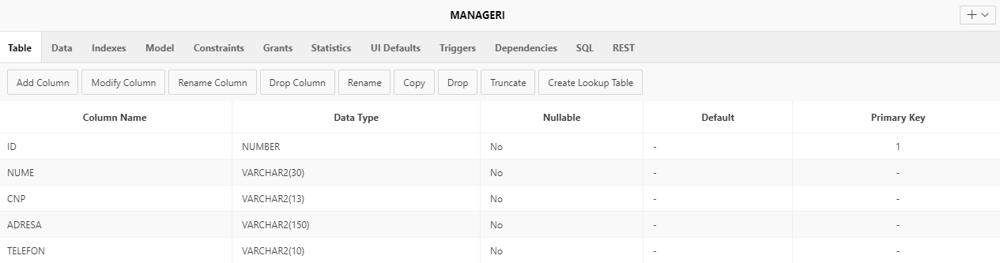 MANAGERI
Table Data Indexes Model Constraints Grants Statistics UI Defaults Triggers Dependencies SQL REST
Add Column Modify Column Rename Column Drop Column Rename Copy Drop Truncate Create Lookup Table
Column Name Data Type Nullable Default Primary Key
ID NUMBER No - 1
NUME VARCHAR2(30) No - -
CNP VARCHAR2(13) No - -
ADRESA VARCHAR2(150) No - -
TELEFON VARCHAR2(10) No - -